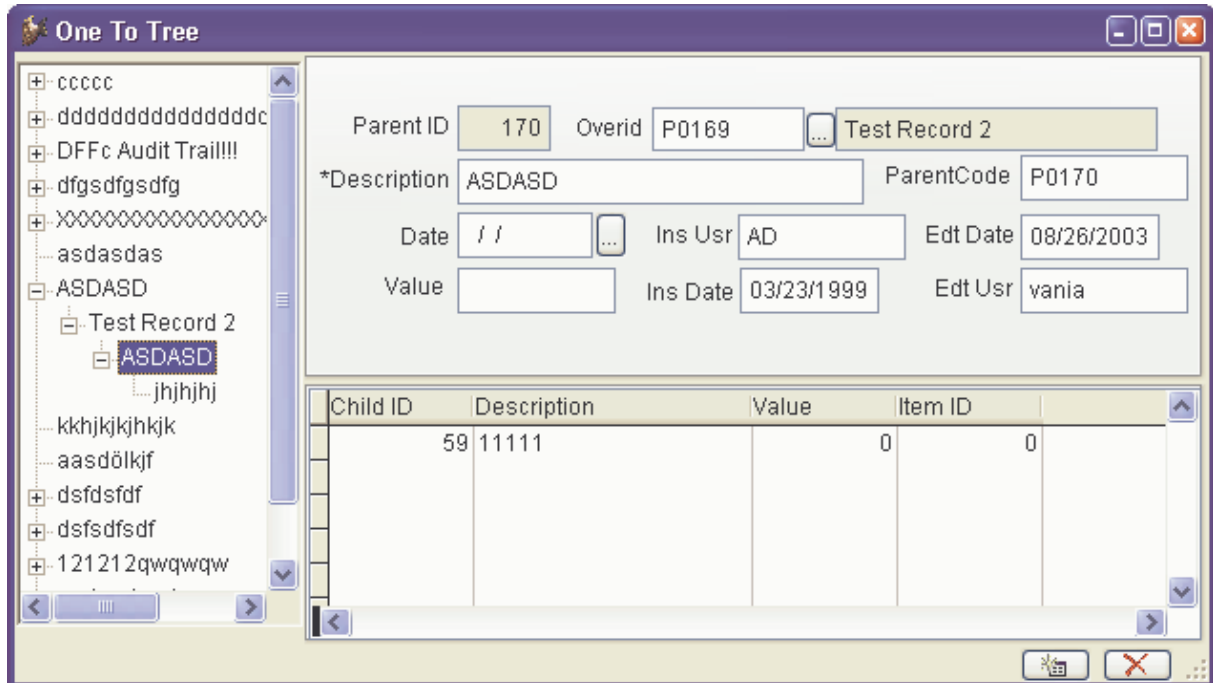 One To Tree
ccccc
DFFc Audit Trail!!!
dfgsdfgsdfg
asdasdas
ASDASD
Test Record 2
ASDASD
jhjhjhj
kkhjkjkjhkjk
aasdölkjf
dsfdsfdf
dsfsdfsdf
121212qwqwqw
Parent ID 170 Overid P0169 ... Test Record 2
*Description ASDASD ParentCode P0170
Date / / ... Ins Usr AD Edt Date 08/26/2003
Value Ins Date 03/23/1999 Edt Usr vania
Child ID Description Value Item ID
59 11111 0 0